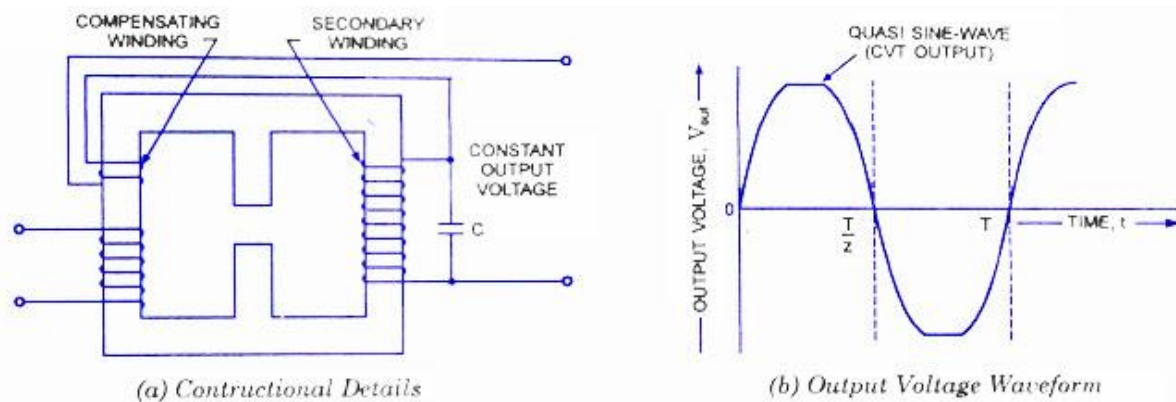 COMPENSATING
WINDING
SECONDARY
WINDING
CONSTANT
OUTPUT
VOLTAGE
C
(a) Contructional Details
QUASI SINE-WAVE
(CVT OUTPUT)
OUTPUT VOLTAGE, Vout
0
T
z
T
TIME, t
(b) Output Voltage Waveform